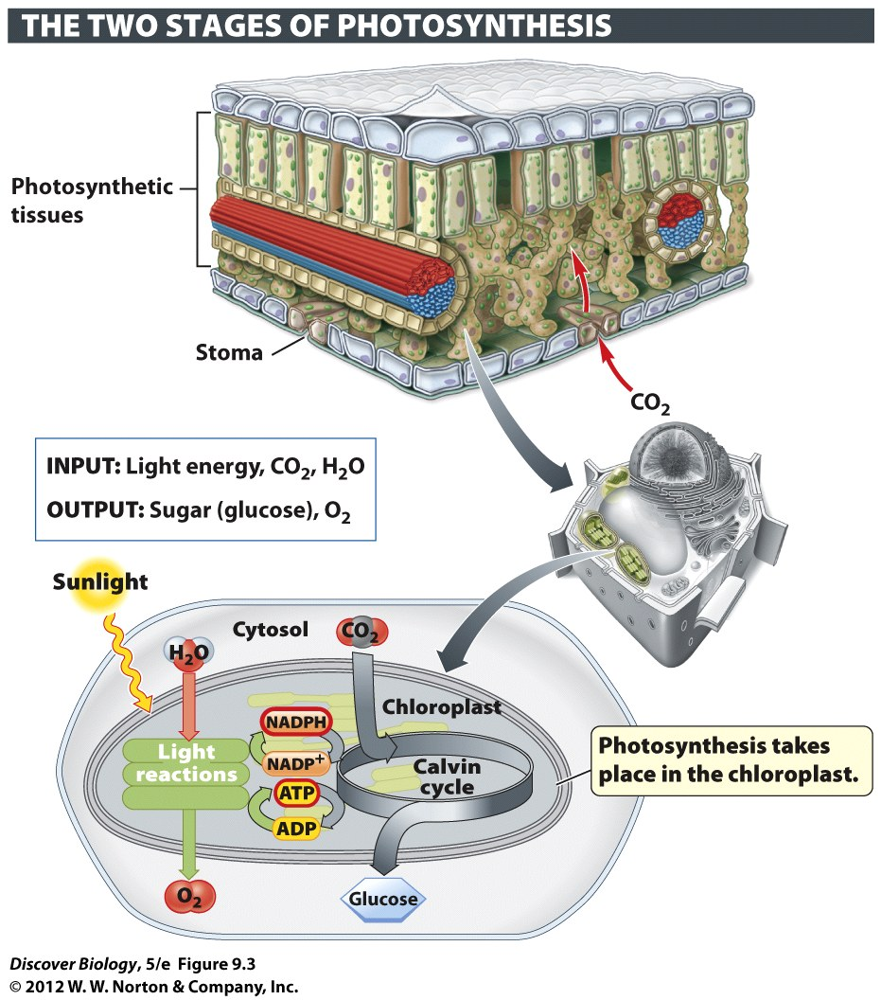 THE TWO STAGES OF PHOTOSYNTHESIS
Photosynthetic
tissues
Stoma
CO₂
INPUT: Light energy, CO₂, H₂O
OUTPUT: Sugar (glucose), O₂
Sunlight
Cytosol
CO₂
H₂O
Chloroplast
NADPH
Light
reactions
NADP⁺
Calvin
cycle
ATP
ADP
Photosynthesis takes
place in the chloroplast.
O₂
Glucose
Discover Biology, 5/e Figure 9.3
© 2012 W. W. Norton & Company, Inc.